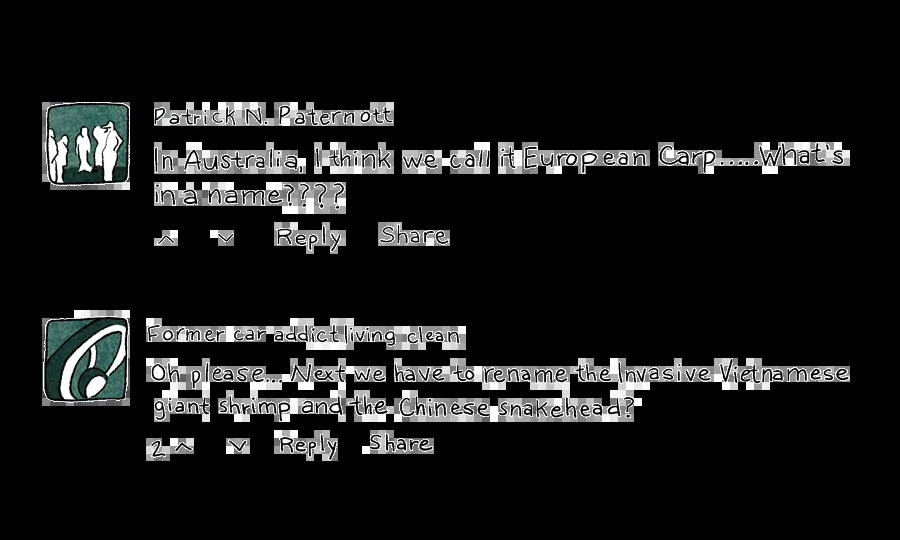 Patrick N. Paternott
In Australia, I think we call it European Carp.....What's
in a name????
^ v Reply Share
Former car addict living clean
Oh please... Next we have to rename the Invasive Vietnamese
giant shrimp and the Chinese snakehead?
2 ^ v Reply Share